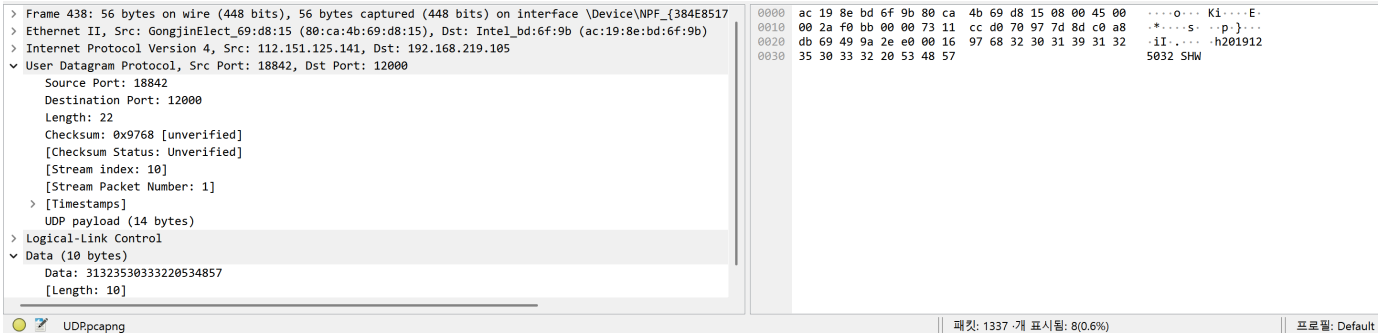 Frame 438: 56 bytes on wire (448 bits), 56 bytes captured (448 bits) on interface \Device\NPF_{384E8517
Ethernet II, Src: GongjinElect_69:d8:15 (80:ca:4b:69:d8:15), Dst: Intel_bd:6f:9b (ac:19:8e:bd:6f:9b)
Internet Protocol Version 4, Src: 112.151.125.141, Dst: 192.168.219.105
User Datagram Protocol, Src Port: 18842, Dst Port: 12000
Source Port: 18842
Destination Port: 12000
Length: 22
Checksum: 0x9768 [unverified]
[Checksum Status: Unverified]
[Stream index: 10]
[Stream Packet Number: 1]
[Timestamps]
UDP payload (14 bytes)
Logical-Link Control
Data (10 bytes)
Data: 31323530333220534857
[Length: 10]
0000 ac 19 8e bd 6f 9b 80 ca 4b 69 d8 15 08 00 45 00 ····o··· Ki····E·
0010 00 2a f0 bb 00 00 73 11 cc d0 70 97 7d 8d c0 a8 ·*····s· ··p·}···
0020 db 69 49 9a 2e e0 00 16 97 68 32 30 31 39 31 32 ·iI·.··· ·h201912
0030 35 30 33 32 20 53 48 57 5032 SHW
UDP.pcapng
패킷: 1337 ·개 표시됨: 8(0.6%)
프로필: Default